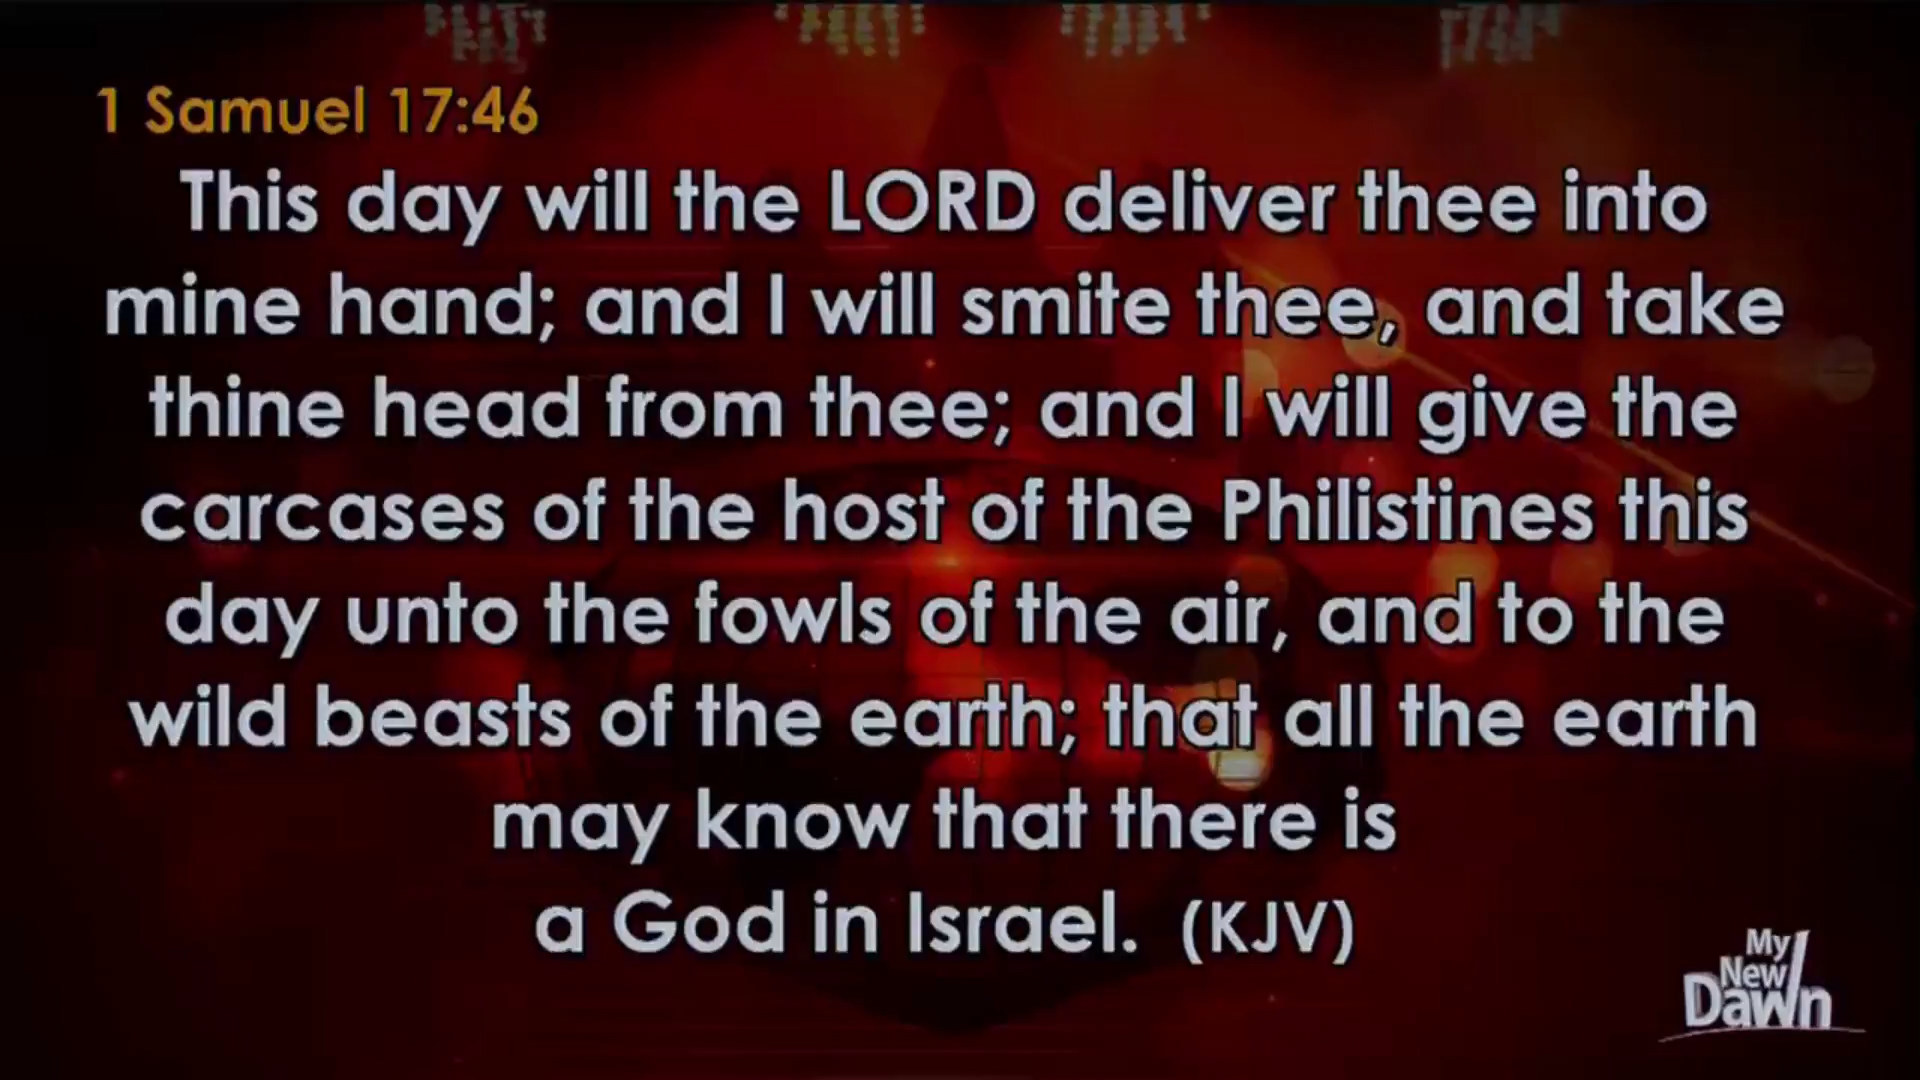 1 Samuel 17:46
This day will the LORD deliver thee into
mine hand; and I will smite thee, and take
thine head from thee; and I will give the
carcases of the host of the Philistines this
day unto the fowls of the air, and to the
wild beasts of the earth; that all the earth
may know that there is
a God in Israel. (KJV)
My
New
Dawn